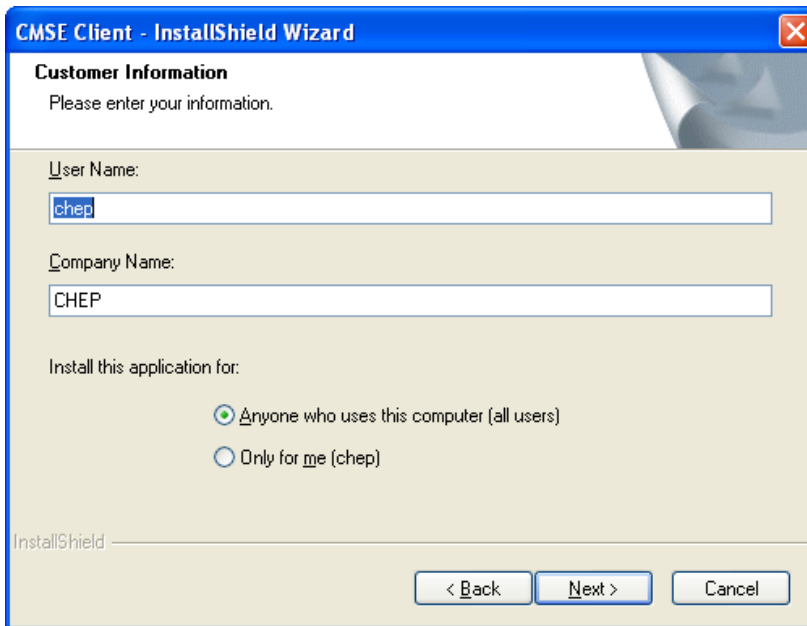 CMSE Client - InstallShield Wizard
Customer Information
Please enter your information.
User Name:
chep
Company Name:
CHEP
Install this application for:
Anyone who uses this computer (all users)
Only for me (chep)
InstallShield
< Back
Next >
Cancel